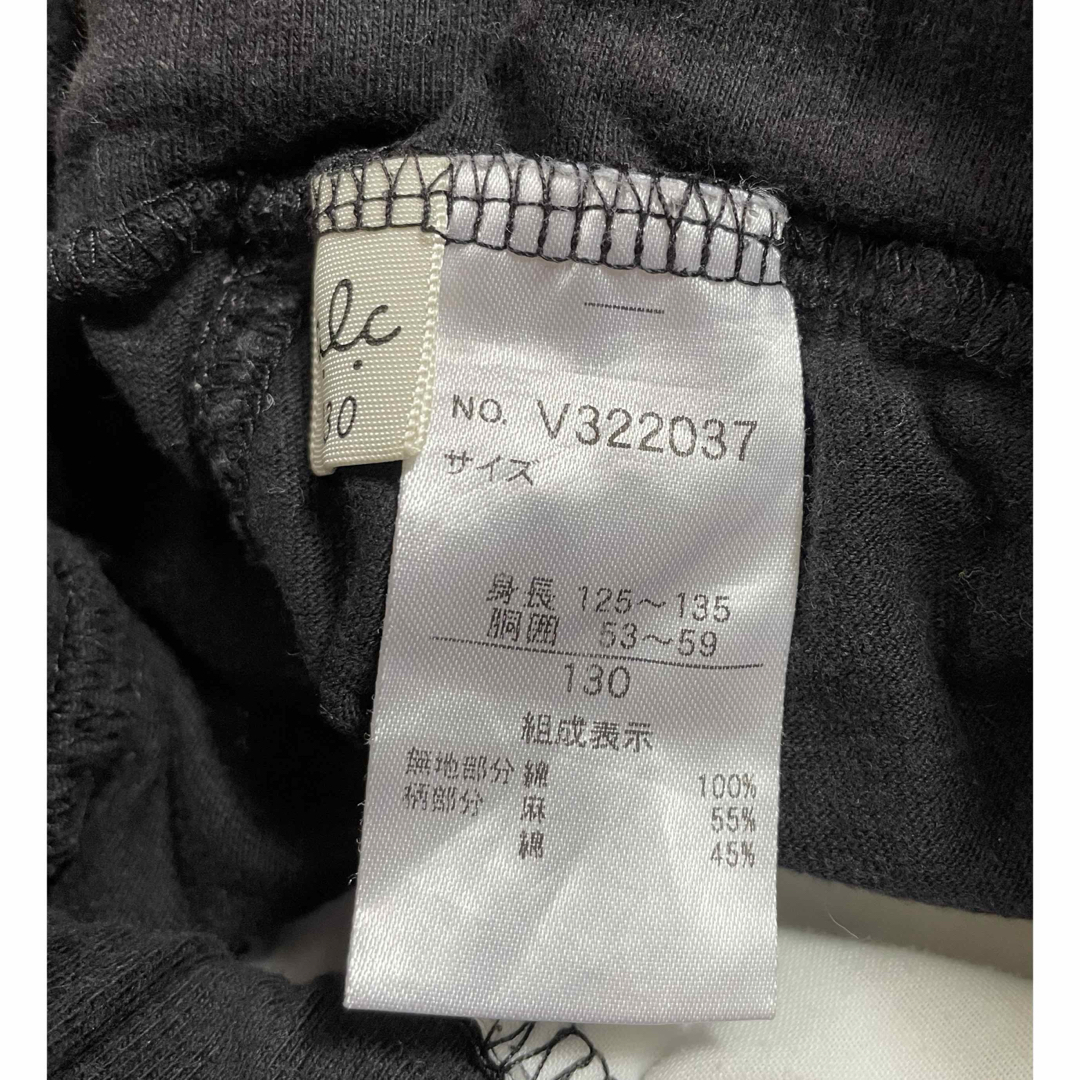 NO. V322037
サイズ
身長 125～135
胴囲 53～59
130
組成表示
無地部分 綿 100%
柄部分 麻 55%
綿 45%